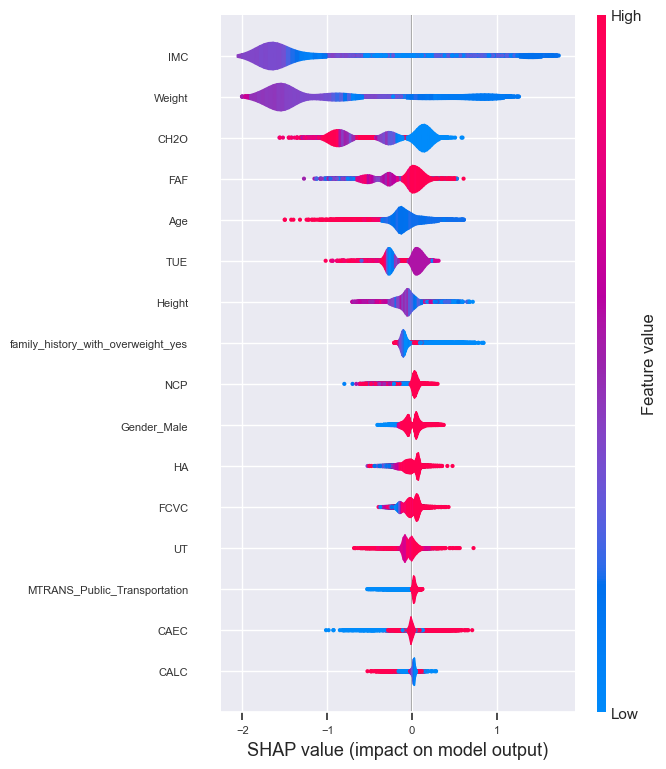 High
IMC
Weight
CH2O
FAF
Age
TUE
Height
family_history_with_overweight_yes
NCP
Gender_Male
HA
FCVC
UT
MTRANS_Public_Transportation
CAEC
CALC
Feature value
Low
−2 −1 0 1
SHAP value (impact on model output)